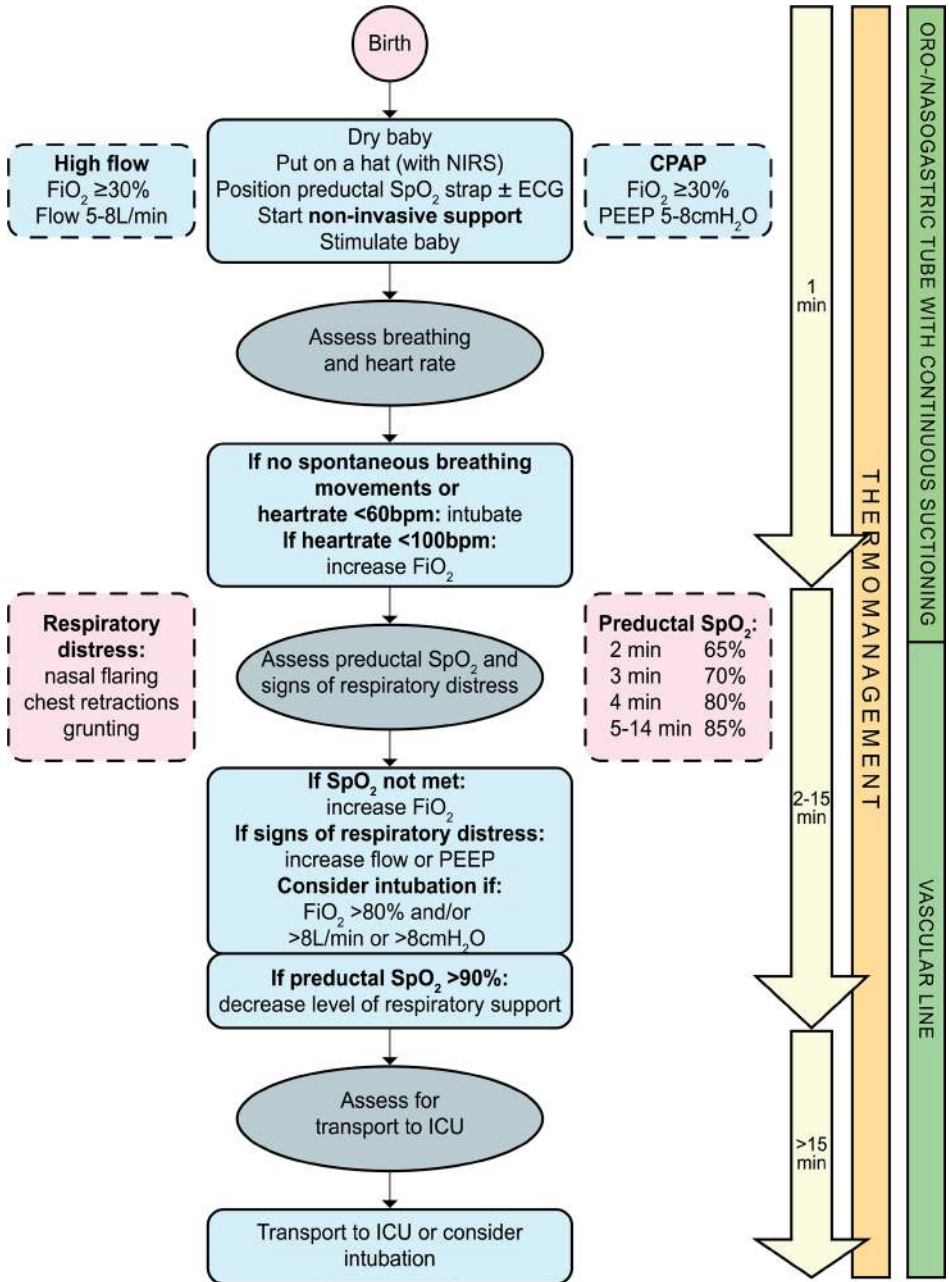 Birth
High flow
FiO₂ ≥30%
Flow 5-8L/min
Dry baby
Put on a hat (with NIRS)
Position preductal SpO₂ strap ± ECG
Start non-invasive support
Stimulate baby
CPAP
FiO₂ ≥30%
PEEP 5-8cmH₂O
Assess breathing
and heart rate
If no spontaneous breathing
movements or
heartrate <60bpm: intubate
If heartrate <100bpm:
increase FiO₂
Respiratory
distress:
nasal flaring
chest retractions
grunting
Assess preductal SpO₂ and
signs of respiratory distress
Preductal SpO₂:
2 min 65%
3 min 70%
4 min 80%
5-14 min 85%
If SpO₂ not met:
increase FiO₂
If signs of respiratory distress:
increase flow or PEEP
Consider intubation if:
FiO₂ >80% and/or
>8L/min or >8cmH₂O
If preductal SpO₂ >90%:
decrease level of respiratory support
Assess for
transport to ICU
Transport to ICU or consider
intubation
1
min
2-15
min
>15
min
THERMOMANAGEMENT
ORO-/NASOGASTRIC TUBE WITH CONTINUOUS SUCTIONING
VASCULAR LINE